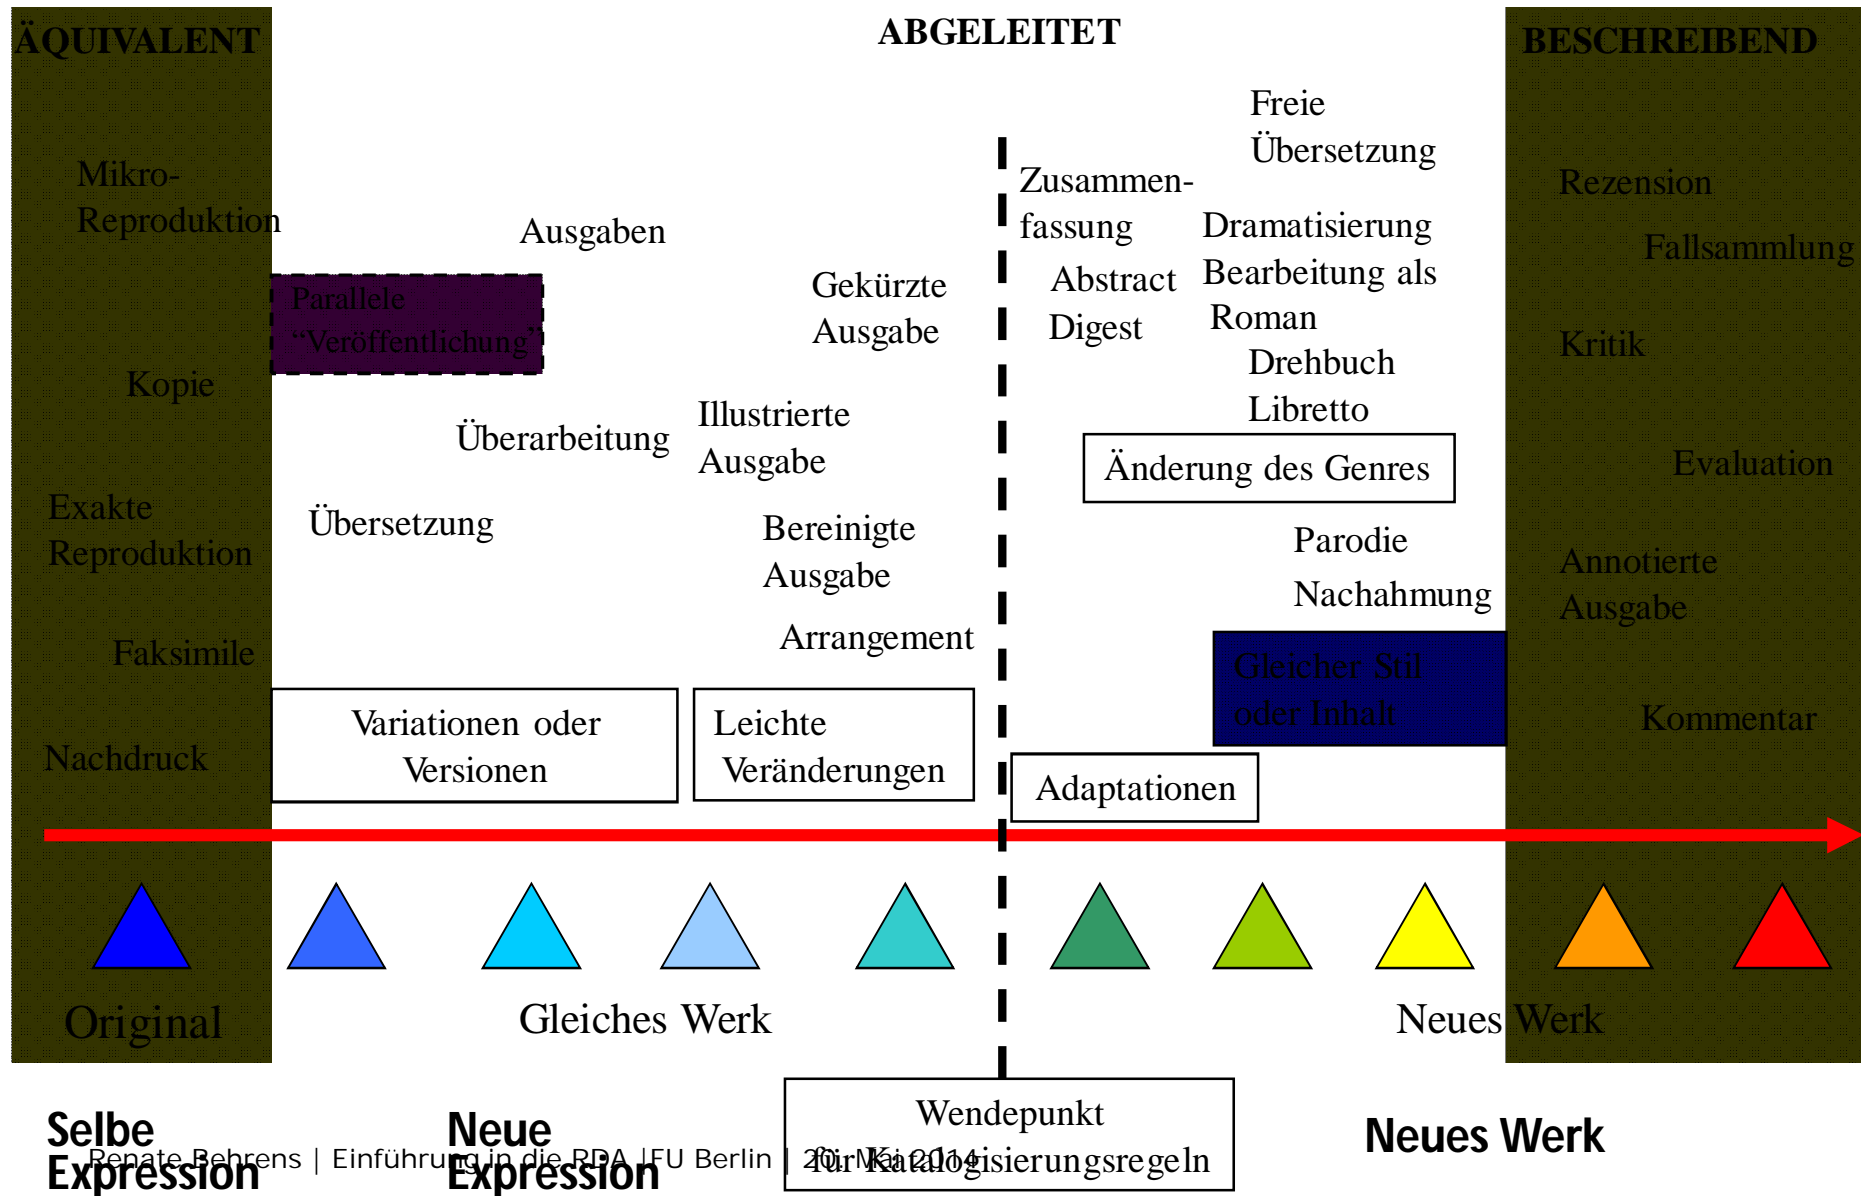 ÄQUIVALENT
ABGELEITET
BESCHREIBEND
Mikro-
Reproduktion
Kopie
Exakte
Reproduktion
Faksimile
Nachdruck
Parallele
“Veröffentlichung”
Ausgaben
Überarbeitung
Übersetzung
Variationen oder
Versionen
Gekürzte
Ausgabe
Illustrierte
Ausgabe
Bereinigte
Ausgabe
Arrangement
Leichte
Veränderungen
Zusammen-
fassung
Abstract
Digest
Freie
Übersetzung
Dramatisierung
Bearbeitung als
Roman
Drehbuch
Libretto
Änderung des Genres
Parodie
Nachahmung
Gleicher Stil
oder Inhalt
Adaptationen
Rezension
Fallsammlung
Kritik
Evaluation
Annotierte
Ausgabe
Kommentar
Original
Gleiches Werk
Neues Werk
Selbe
Expression
Neue
Expression
Wendepunkt
für Katalogisierungsregeln
Neues Werk
Renate Behrens | Einführung in die RDA | FU Berlin | 20. Mai 2014